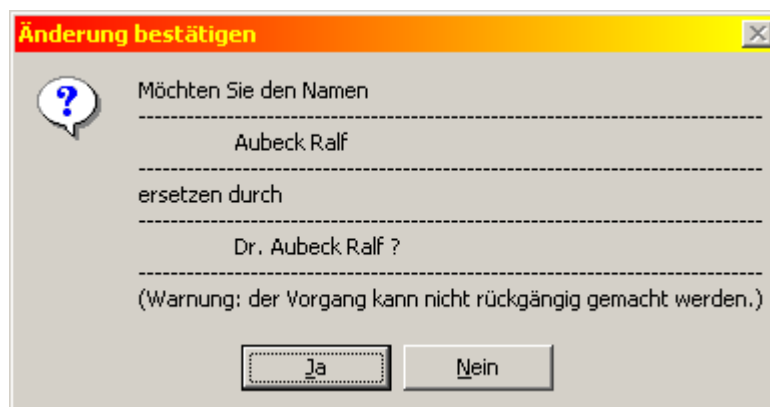 Änderung bestätigen
Möchten Sie den Namen
--------------------------------------------------------------------------------
Aubeck Ralf
--------------------------------------------------------------------------------
ersetzen durch
--------------------------------------------------------------------------------
Dr. Aubeck Ralf ?
--------------------------------------------------------------------------------
(Warnung: der Vorgang kann nicht rückgängig gemacht werden.)
Ja Nein